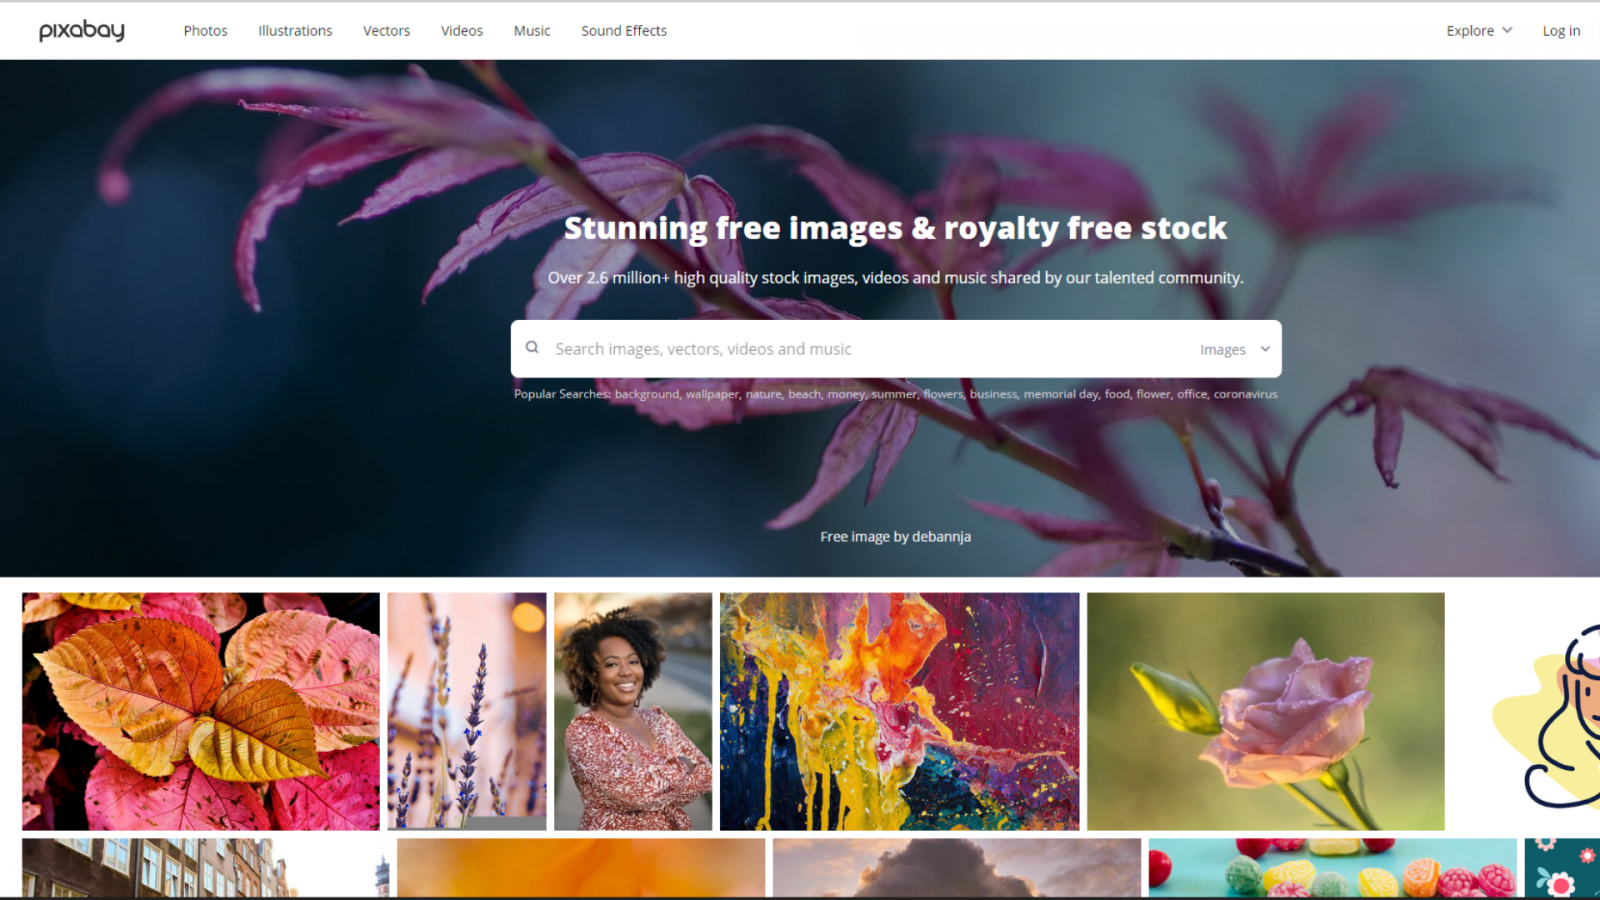 pixabay
Photos Illustrations Vectors Videos Music Sound Effects Explore Log in
Stunning free images & royalty free stock
Over 2.6 million+ high quality stock images, videos and music shared by our talented community.
Search images, vectors, videos and music Images
Popular Searches: background, wallpaper, nature, beach, money, summer, flowers, business, memorial day, food, flower, office, coronavirus
Free image by debannja